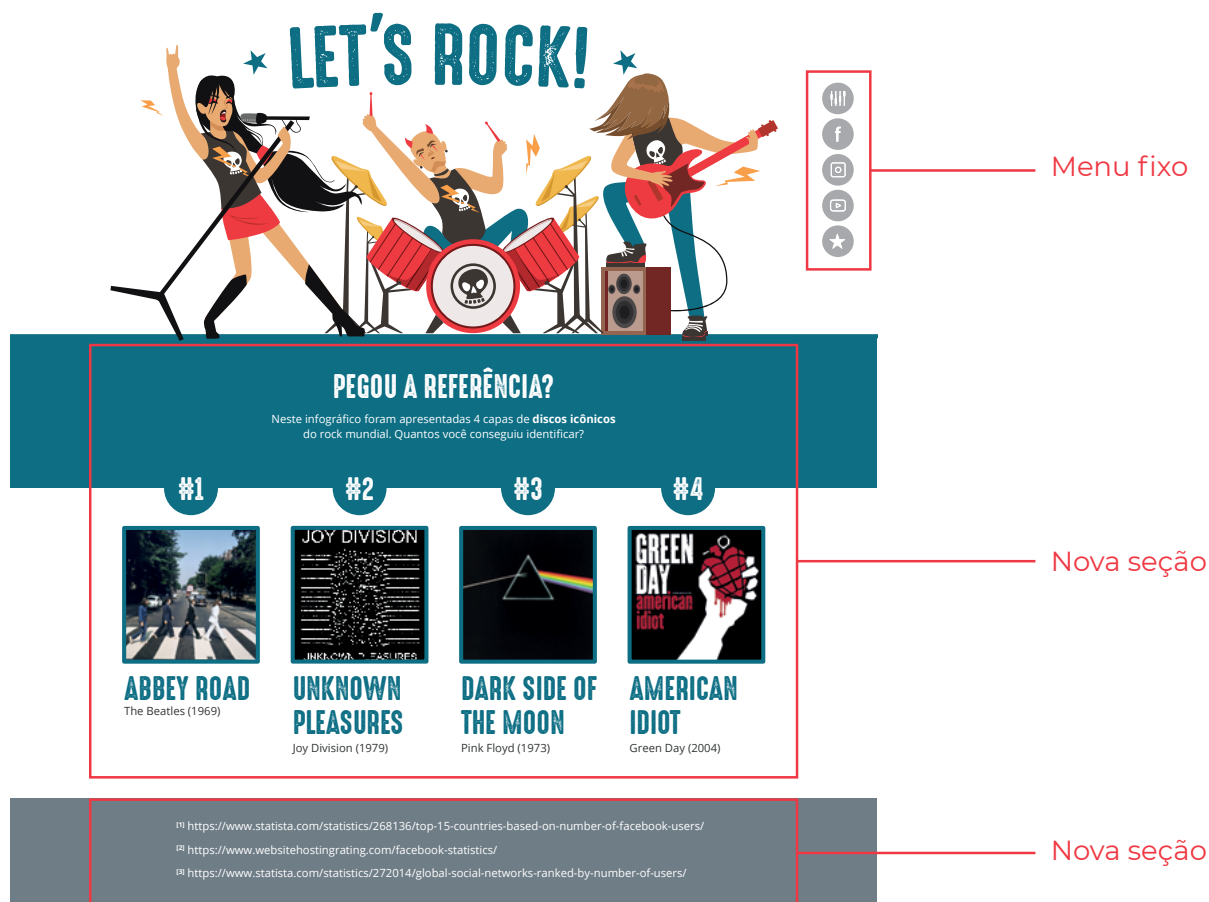 LET'S ROCK!
f
Menu fixo
PEGOU A REFERÊNCIA?
Neste infográfico foram apresentadas 4 capas de discos icônicos
do rock mundial. Quantos você conseguiu identificar?
#1
#2
#3
#4
JOY DIVISION
GREEN
DAY
american
idiot
Nova seção
UNKNOWN PLEASURES
ABBEY ROAD
The Beatles (1969)
UNKNOWN
PLEASURES
Joy Division (1979)
DARK SIDE OF
THE MOON
Pink Floyd (1973)
AMERICAN
IDIOT
Green Day (2004)
[1] https://www.statista.com/statistics/268136/top-15-countries-based-on-number-of-facebook-users/
[2] https://www.websitehostingrating.com/facebook-statistics/
[3] https://www.statista.com/statistics/272014/global-social-networks-ranked-by-number-of-users/
Nova seção